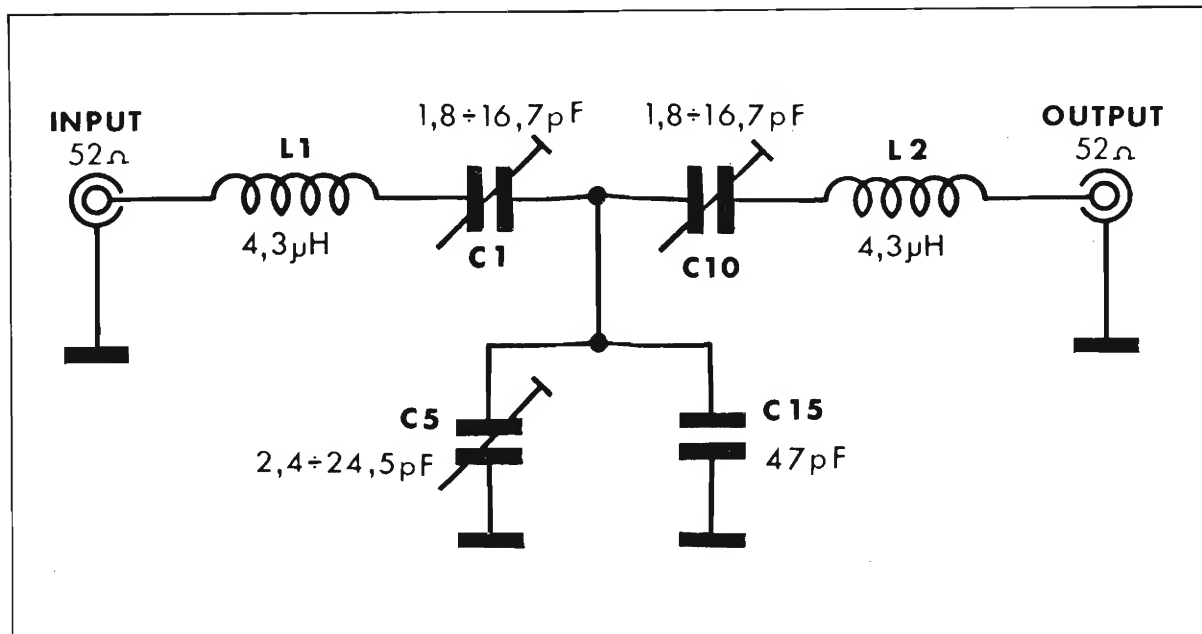 INPUT
52Ω
L1
4,3µH
1,8÷16,7pF
C1
1,8÷16,7pF
C10
L2
4,3µH
OUTPUT
52Ω
C5
2,4÷24,5pF
C15
47pF